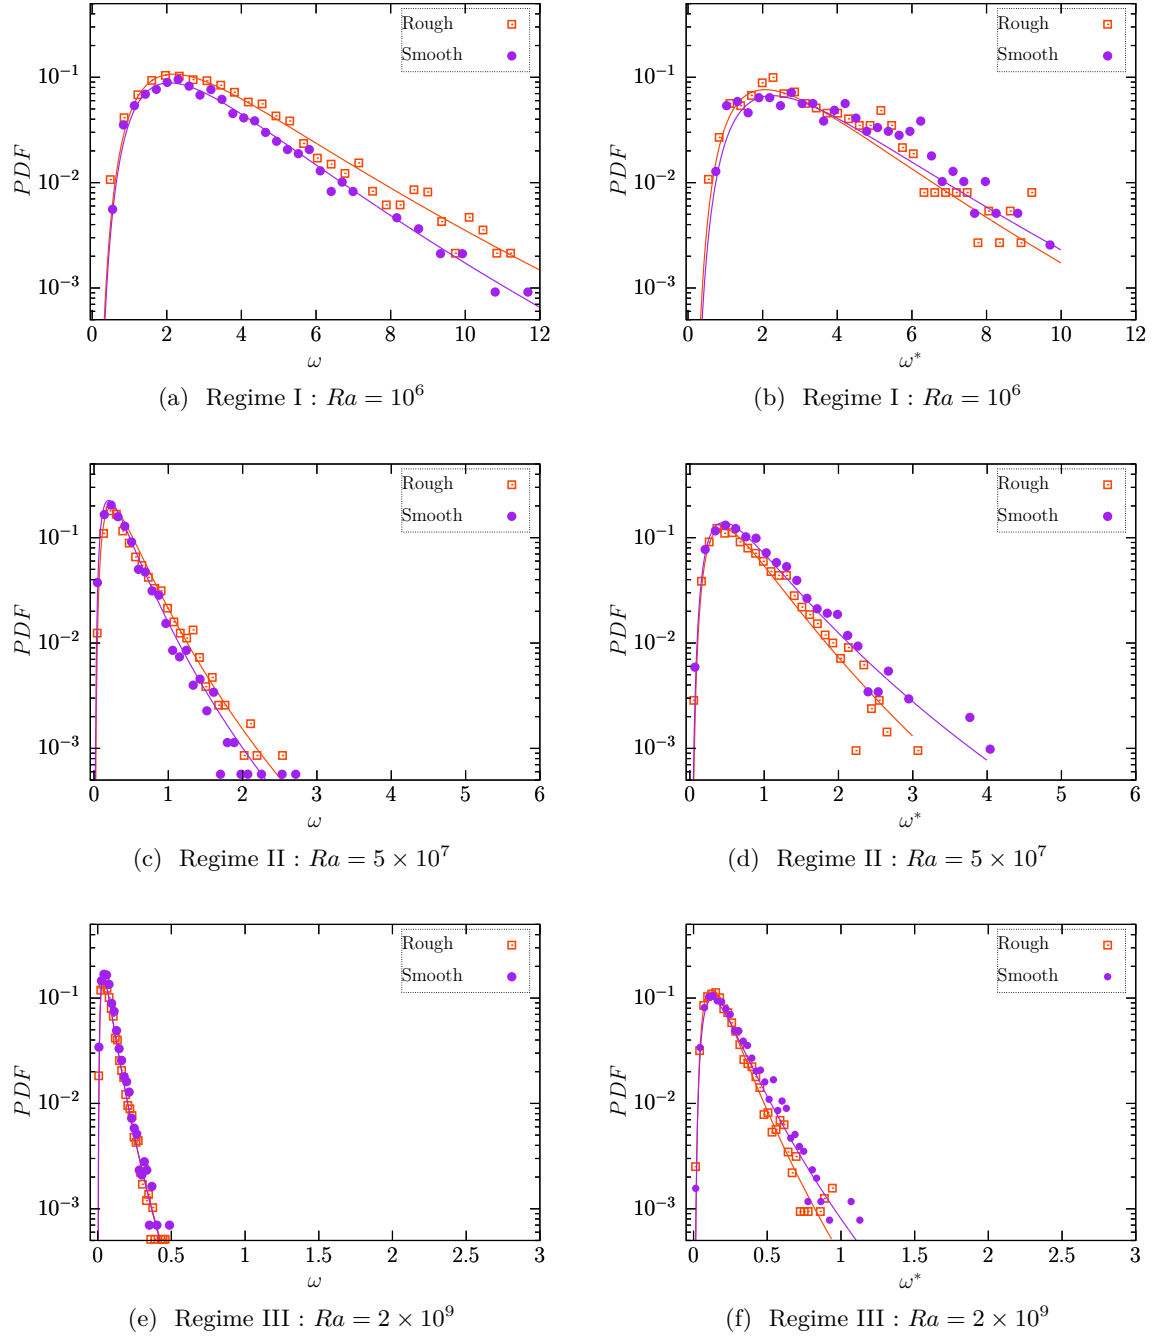 Rough
Smooth
PDF
10^{-1}
10^{-2}
10^{-3}
0 2 4 6 8 10 12
ω
(a) Regime I : Ra = 10^6
Rough
Smooth
PDF
10^{-1}
10^{-2}
10^{-3}
0 2 4 6 8 10 12
ω*
(b) Regime I : Ra = 10^6
Rough
Smooth
PDF
10^{-1}
10^{-2}
10^{-3}
0 1 2 3 4 5 6
ω
(c) Regime II : Ra = 5 × 10^7
Rough
Smooth
PDF
10^{-1}
10^{-2}
10^{-3}
0 1 2 3 4 5 6
ω*
(d) Regime II : Ra = 5 × 10^7
Rough
Smooth
PDF
10^{-1}
10^{-2}
10^{-3}
0 0.5 1 1.5 2 2.5 3
ω
(e) Regime III : Ra = 2 × 10^9
Rough
Smooth
PDF
10^{-1}
10^{-2}
10^{-3}
0 0.5 1 1.5 2 2.5 3
ω*
(f) Regime III : Ra = 2 × 10^9